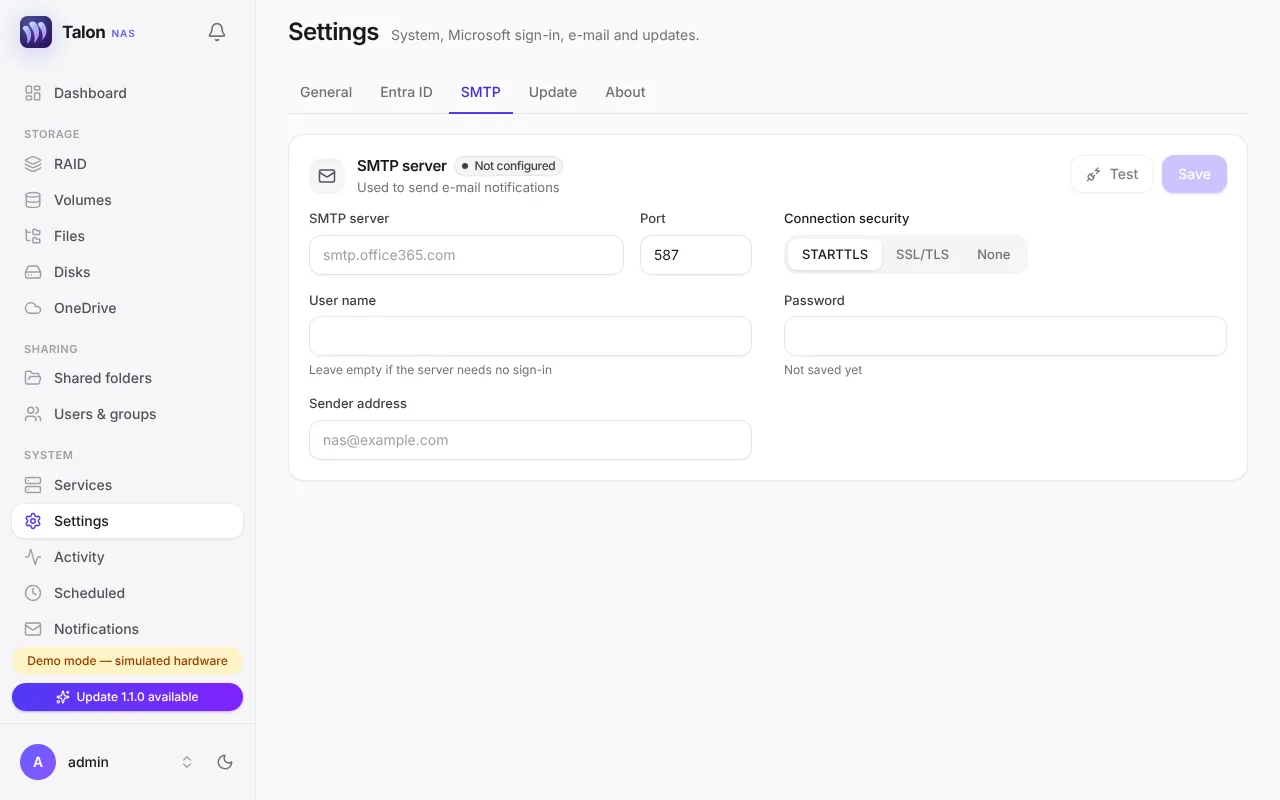 Talon NAS
Dashboard
STORAGE
RAID
Volumes
Files
Disks
OneDrive
SHARING
Shared folders
Users & groups
SYSTEM
Services
Settings
Activity
Scheduled
Notifications
Demo mode — simulated hardware
Update 1.1.0 available
A admin
Settings System, Microsoft sign-in, e-mail and updates.
General Entra ID SMTP Update About
SMTP server Not configured
Used to send e-mail notifications
Test Save
SMTP server Port Connection security
smtp.office365.com 587 STARTTLS SSL/TLS None
User name Password
Leave empty if the server needs no sign-in Not saved yet
Sender address
nas@example.com